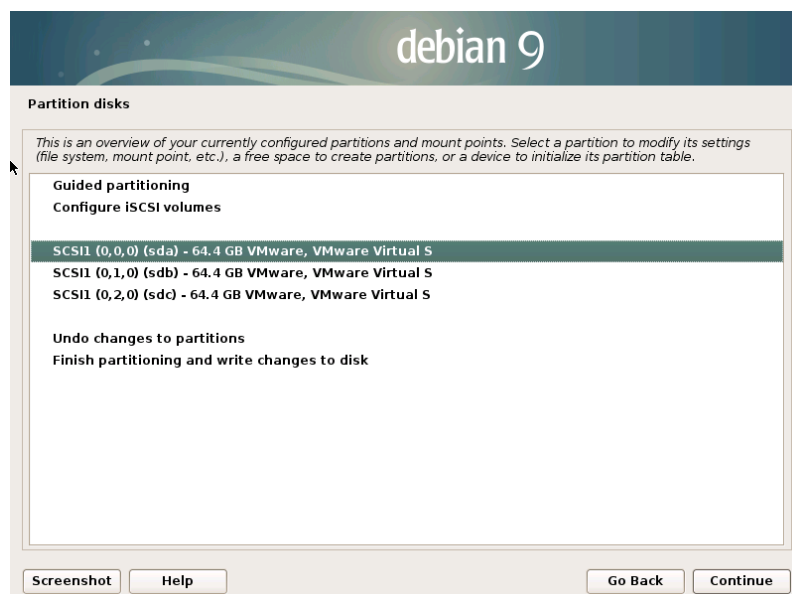 debian 9
Partition disks
This is an overview of your currently configured partitions and mount points. Select a partition to modify its settings
(file system, mount point, etc.), a free space to create partitions, or a device to initialize its partition table.
Guided partitioning
Configure iSCSI volumes
SCSI1 (0,0,0) (sda) - 64.4 GB VMware, VMware Virtual S
SCSI1 (0,1,0) (sdb) - 64.4 GB VMware, VMware Virtual S
SCSI1 (0,2,0) (sdc) - 64.4 GB VMware, VMware Virtual S
Undo changes to partitions
Finish partitioning and write changes to disk
Screenshot Help Go Back Continue